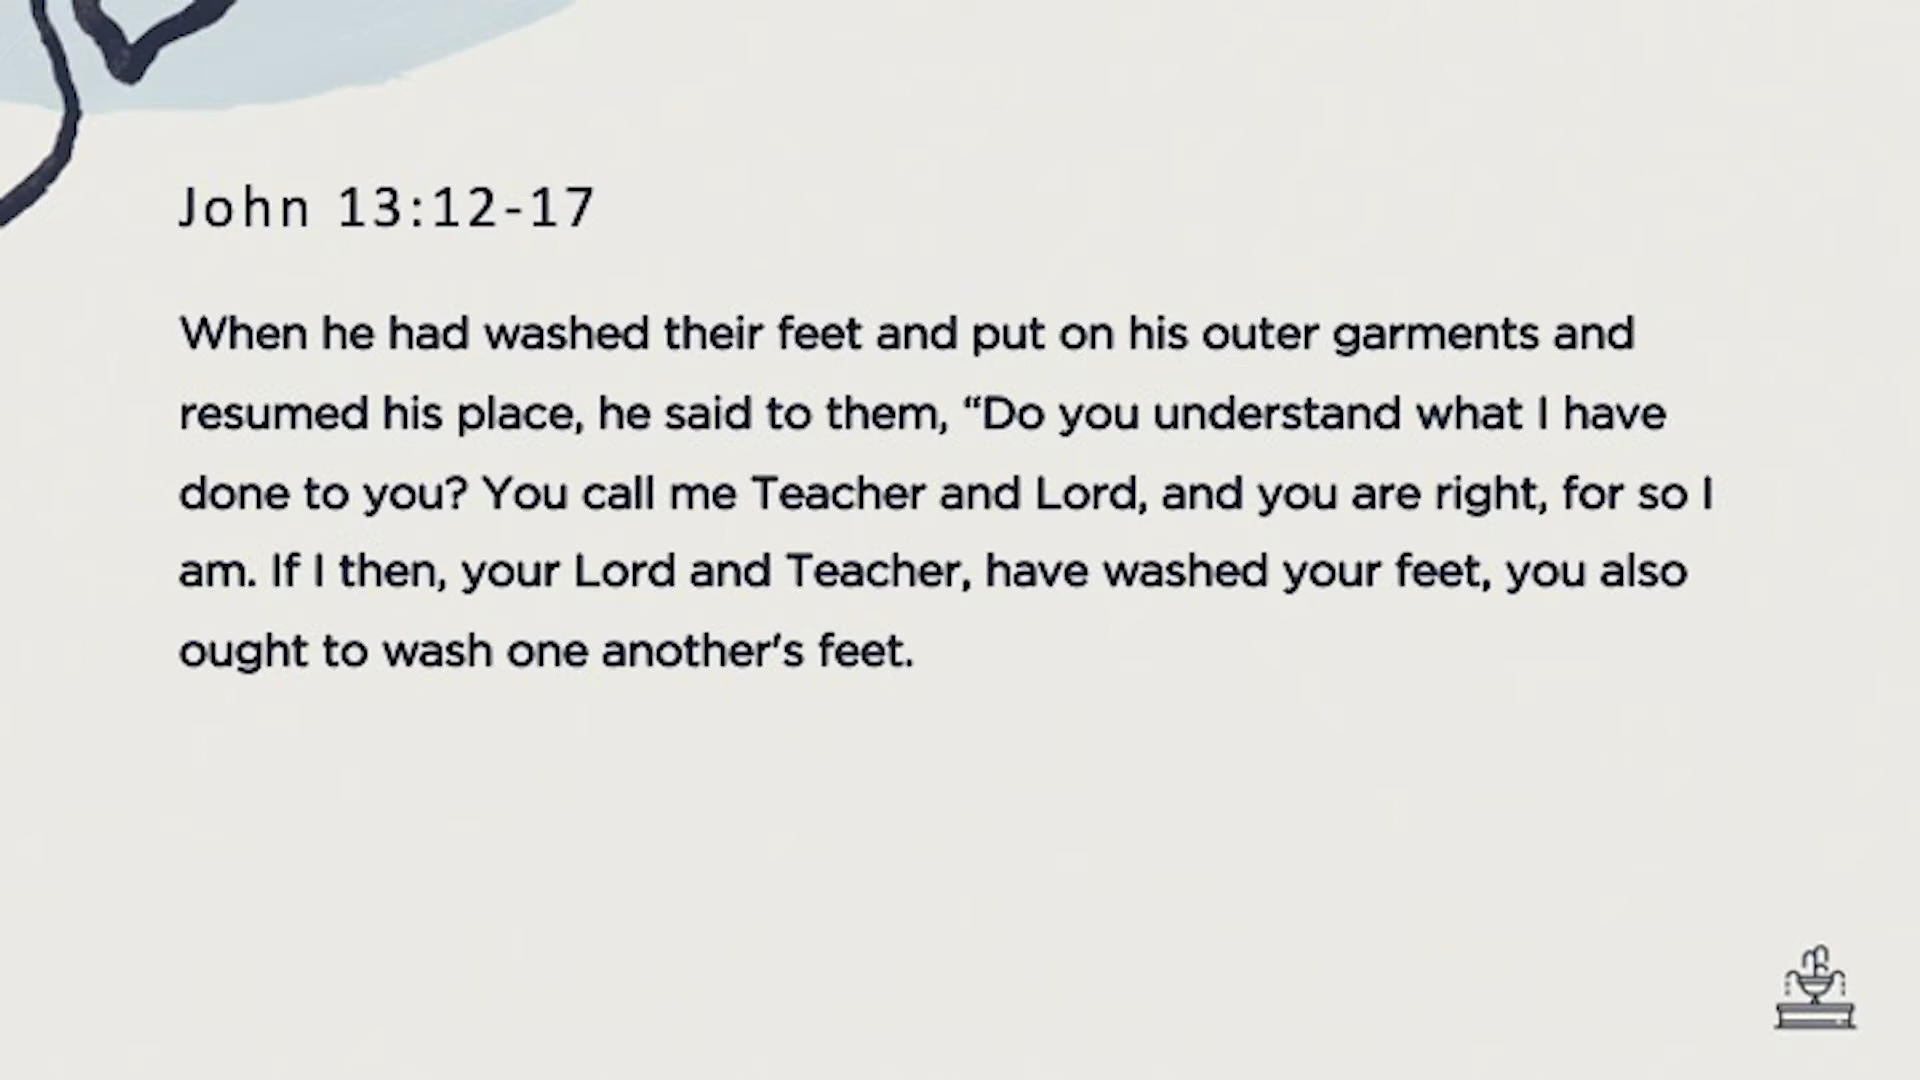 John 13:12-17
When he had washed their feet and put on his outer garments and
resumed his place, he said to them, “Do you understand what I have
done to you? You call me Teacher and Lord, and you are right, for so I
am. If I then, your Lord and Teacher, have washed your feet, you also
ought to wash one another's feet.